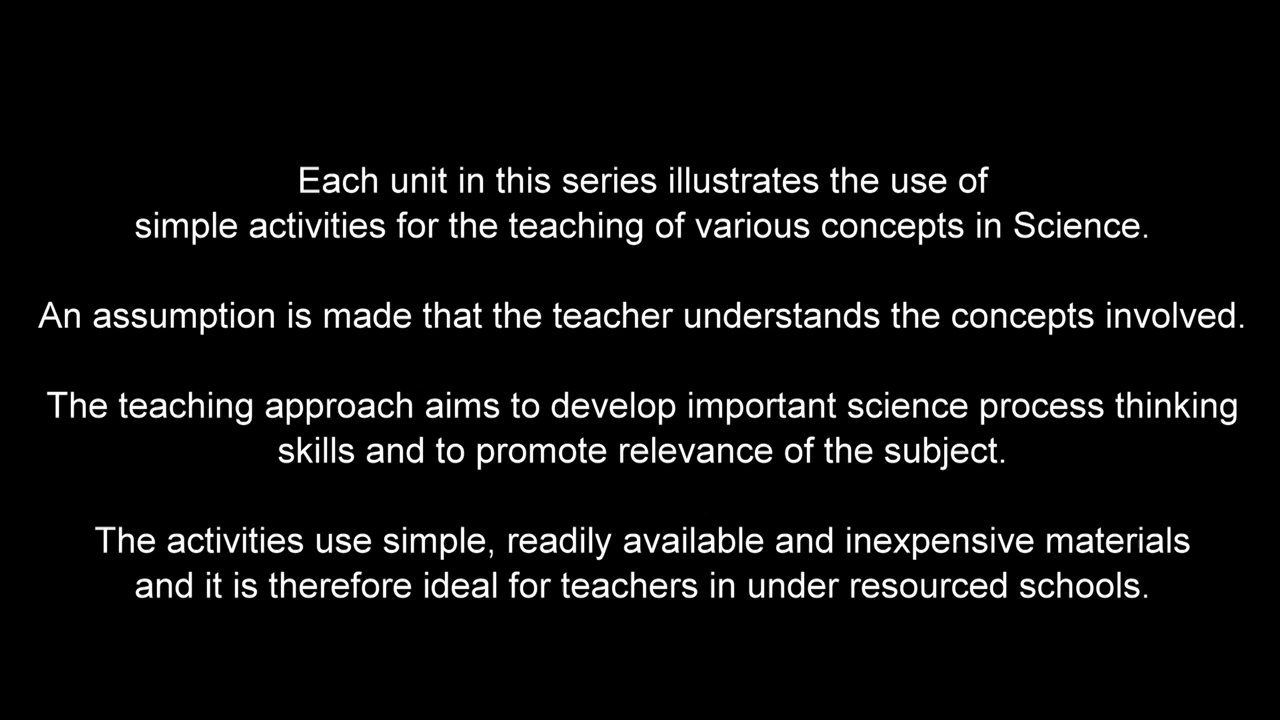 Each unit in this series illustrates the use of
simple activities for the teaching of various concepts in Science.
An assumption is made that the teacher understands the concepts involved.
The teaching approach aims to develop important science process thinking
skills and to promote relevance of the subject.
The activities use simple, readily available and inexpensive materials
and it is therefore ideal for teachers in under resourced schools.